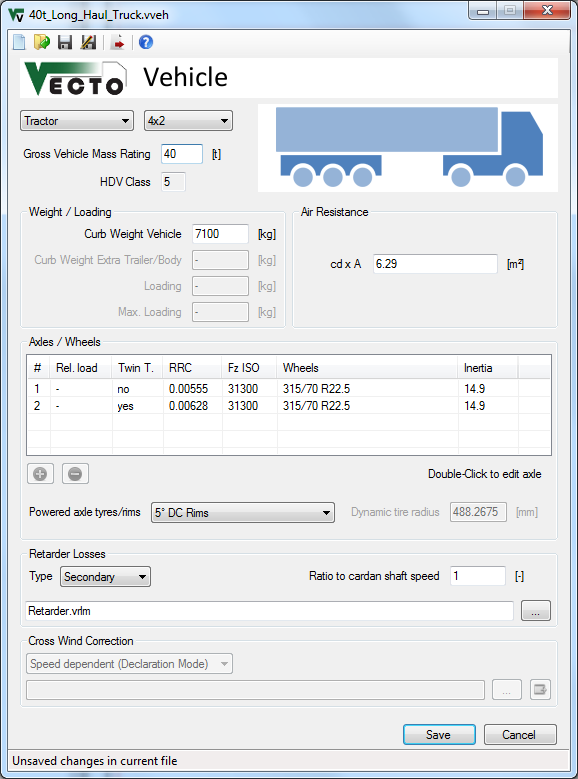 40t_Long_Haul_Truck.vveh
VECTO Vehicle
Tractor 4x2
Gross Vehicle Mass Rating 40 [t]
HDV Class 5
Weight / Loading
Curb Weight Vehicle 7100 [kg]
Curb Weight Extra Trailer/Body - [kg]
Loading - [kg]
Max. Loading - [kg]
Air Resistance
cd x A 6.29 [m²]
Axles / Wheels
# Rel. load Twin T. RRC Fz ISO Wheels Inertia
1 - no 0.00555 31300 315/70 R22.5 14.9
2 - yes 0.00628 31300 315/70 R22.5 14.9
Double-Click to edit axle
Powered axle tyres/rims 5° DC Rims Dynamic tire radius 488.2675 [mm]
Retarder Losses
Type Secondary Ratio to cardan shaft speed 1 [-]
Retarder.vrlm ...
Cross Wind Correction
Speed dependent (Declaration Mode)
...
Save Cancel
Unsaved changes in current file